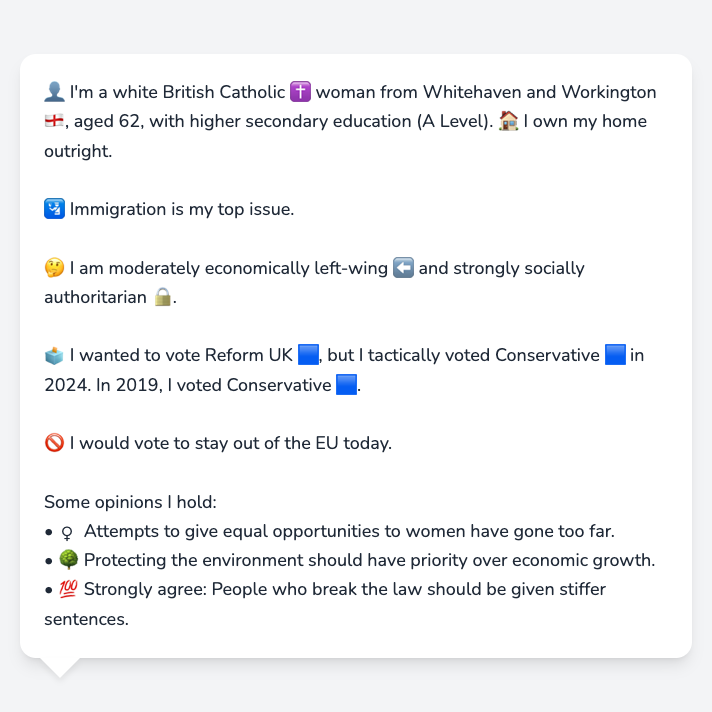 👤 I'm a white British Catholic ✝️ woman from Whitehaven and Workington
🏴󠁧󠁢󠁥󠁮󠁧󠁿, aged 62, with higher secondary education (A Level). 🏠 I own my home
outright.
🛂 Immigration is my top issue.
🤔 I am moderately economically left-wing ⬅️ and strongly socially
authoritarian 🔒.
🗳️ I wanted to vote Reform UK 🟦, but I tactically voted Conservative 🟦 in
2024. In 2019, I voted Conservative 🟦.
🚫 I would vote to stay out of the EU today.
Some opinions I hold:
• ♀ Attempts to give equal opportunities to women have gone too far.
• 🌳 Protecting the environment should have priority over economic growth.
• 💯 Strongly agree: People who break the law should be given stiffer
sentences.